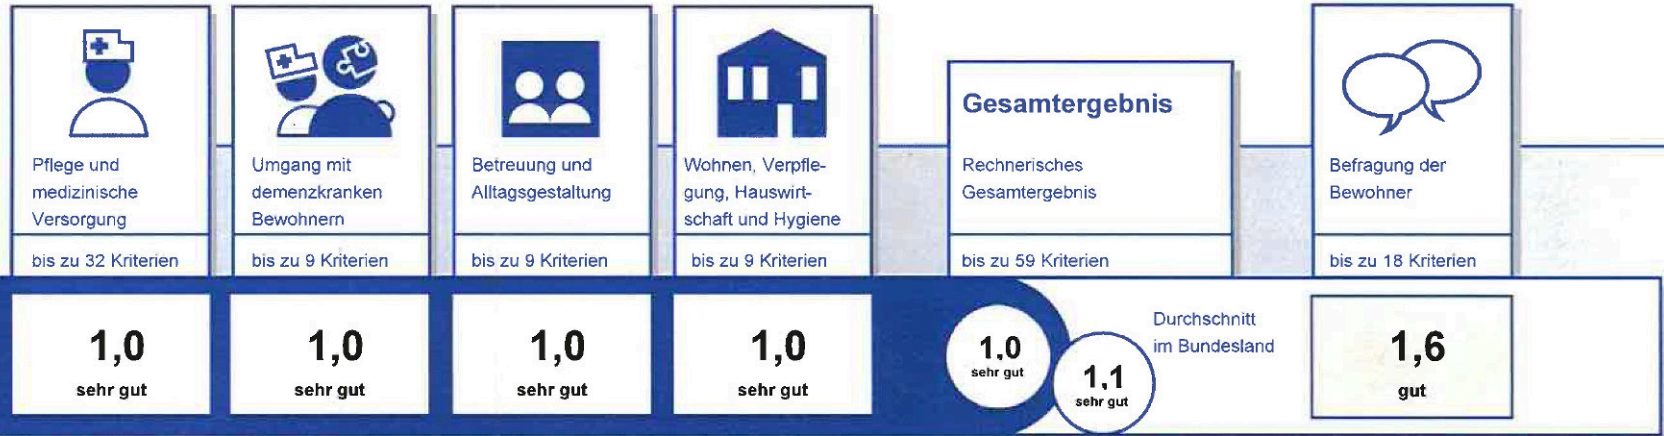 Pflege und
medizinische
Versorgung
bis zu 32 Kriterien
1,0
sehr gut
Umgang mit
demenzkranken
Bewohnern
bis zu 9 Kriterien
1,0
sehr gut
Betreuung und
Alltagsgestaltung
bis zu 9 Kriterien
1,0
sehr gut
Wohnen, Verpfle-
gung, Hauswirt-
schaft und Hygiene
bis zu 9 Kriterien
1,0
sehr gut
Gesamtergebnis
Rechnerisches
Gesamtergebnis
bis zu 59 Kriterien
1,0
sehr gut
1,1
sehr gut
Durchschnitt
im Bundesland
Befragung der
Bewohner
bis zu 18 Kriterien
1,6
gut